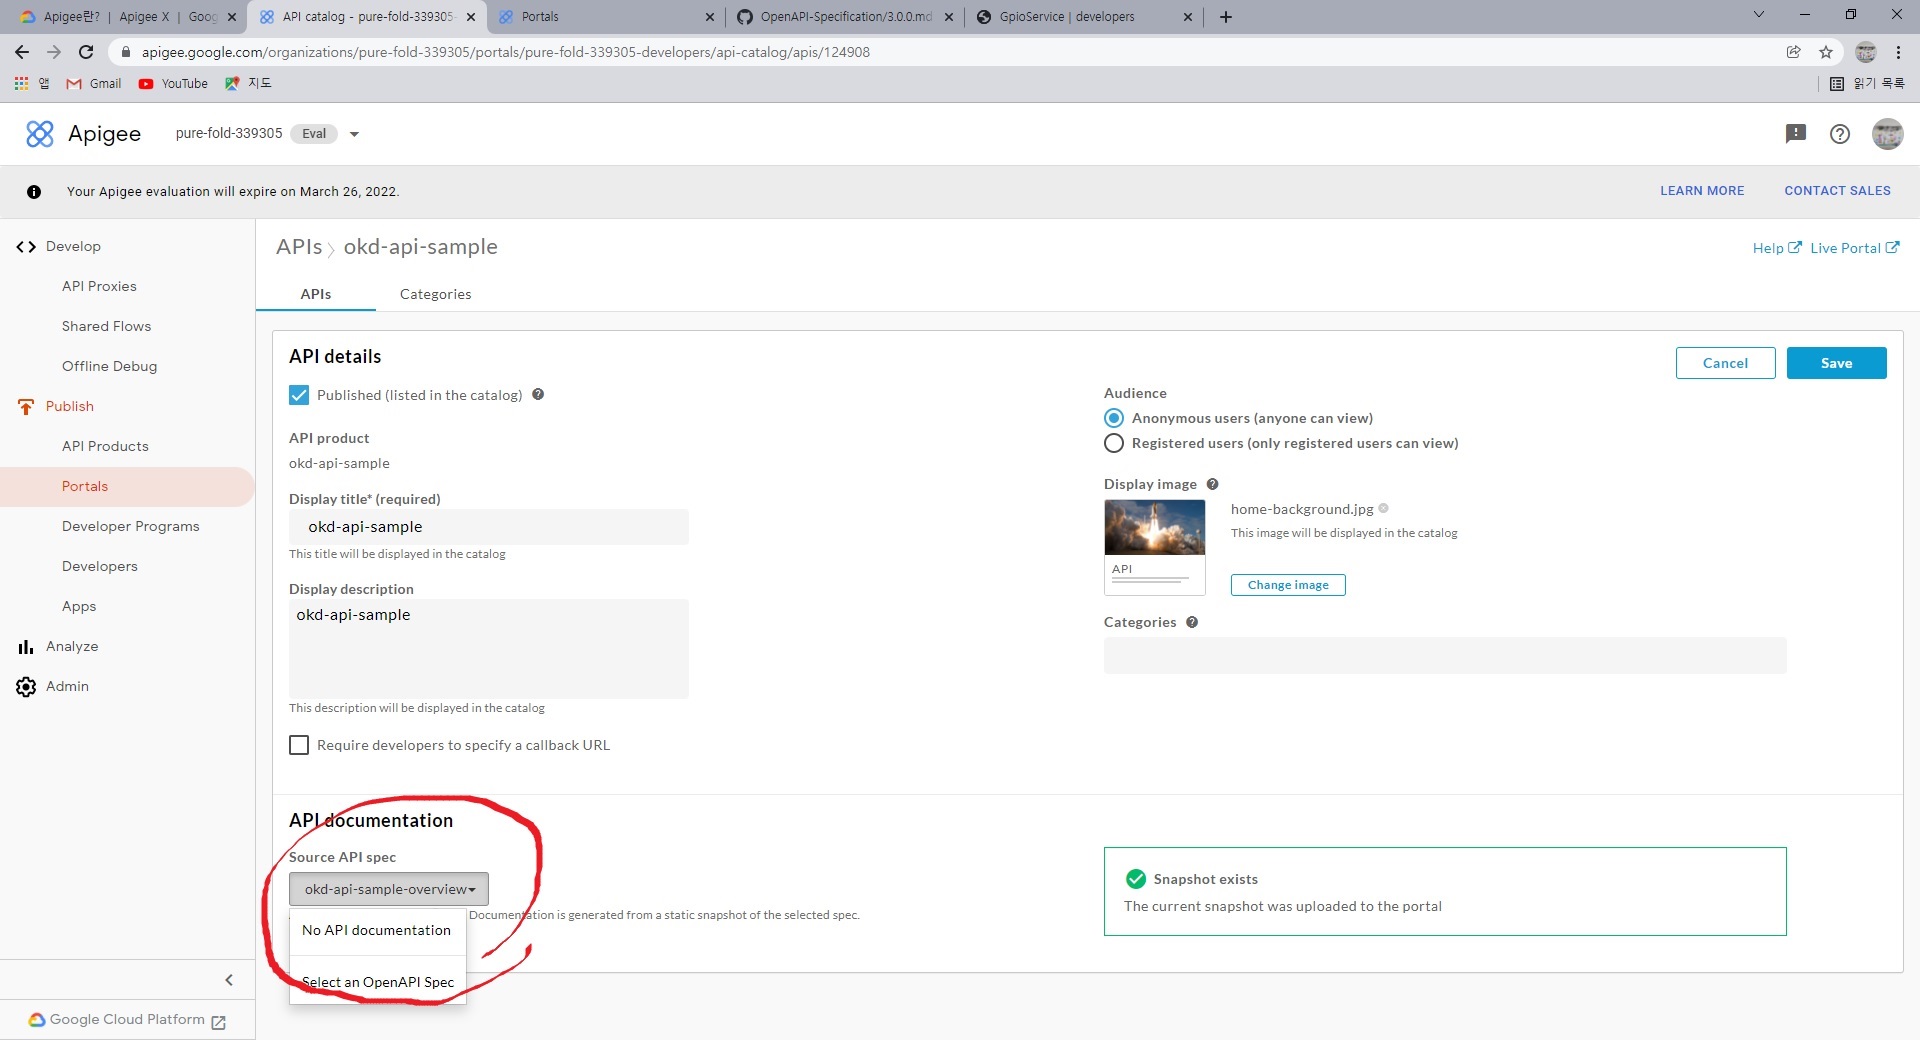 Apigee란? | Apigee X | Goog
API catalog - pure-fold-339305-
Portals
OpenAPI-Specification/3.0.0.md
GpioService | developers
apigee.google.com/organizations/pure-fold-339305/portals/pure-fold-339305-developers/api-catalog/apis/124908
앱
Gmail
YouTube
지도
읽기 목록
Apigee
pure-fold-339305
Eval
Your Apigee evaluation will expire on March 26, 2022.
LEARN MORE
CONTACT SALES
Develop
API Proxies
Shared Flows
Offline Debug
Publish
API Products
Portals
Developer Programs
Developers
Apps
Analyze
Admin
Google Cloud Platform
APIs
okd-api-sample
Help
Live Portal
APIs
Categories
API details
Cancel
Save
Published (listed in the catalog)
API product
okd-api-sample
Display title* (required)
okd-api-sample
This title will be displayed in the catalog
Display description
okd-api-sample
This description will be displayed in the catalog
Require developers to specify a callback URL
Audience
Anonymous users (anyone can view)
Registered users (only registered users can view)
Display image
API
home-background.jpg
This image will be displayed in the catalog
Change image
Categories
API documentation
Source API spec
okd-api-sample-overview
Documentation is generated from a static snapshot of the selected spec.
No API documentation
Select an OpenAPI Spec
Snapshot exists
The current snapshot was uploaded to the portal